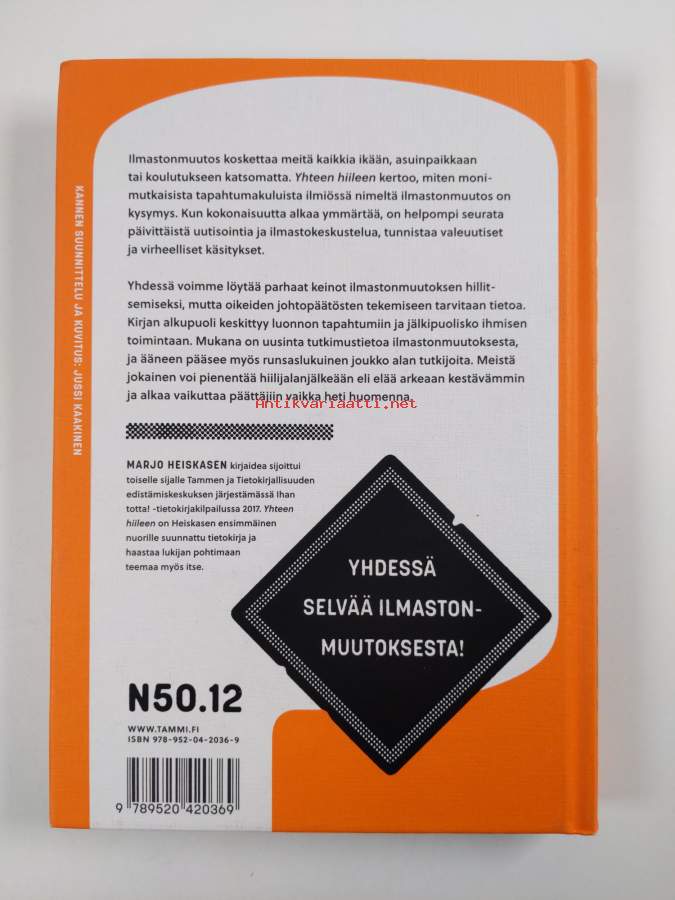 Ilmastonmuutos koskettaa meitä kaikkia ikään, asuinpaikkaan
tai koulutukseen katsomatta. Yhteen hiileen kertoo, miten moni-
mutkaisista tapahtumakuluista ilmiössä nimeltä ilmastonmuutos on
kysymys. Kun kokonaisuutta alkaa ymmärtää, on helpompi seurata
päivittäistä uutisointia ja ilmastokeskustelua, tunnistaa valeuutiset
ja virheelliset käsitykset.
Yhdessä voimme löytää parhaat keinot ilmastonmuutoksen hillit-
semiseksi, mutta oikeiden johtopäätösten tekemiseen tarvitaan tietoa.
Kirjan alkupuoli keskittyy luonnon tapahtumiin ja jälkipuolisko ihmisen
toimintaan. Mukana on uusinta tutkimustietoa ilmastonmuutoksesta,
ja ääneen pääsee myös runsaslukuinen joukko alan tutkijoita. Meistä
jokainen voi pienentää hiilijalanjälkeään eli elää arkeaan kestävämmin
ja alkaa vaikuttaa päättäjiin vaikka heti huomenna.
Antikvariaatti.net
MARJO HEISKASEN kirjaidea sijoittui
toiselle sijalle Tammen ja Tietokirjallisuuden
edistämiskeskuksen järjestämässä Ihan
totta! -tietokirjakilpailussa 2017. Yhteen
hiileen on Heiskasen ensimmäinen
nuorille suunnattu tietokirja ja
haastaa lukijan pohtimaan
teemaa myös itse.
YHDESSÄ
SELVÄÄ ILMASTON-
MUUTOKSESTA!
N50.12
WWW.TAMMI.FI
ISBN 978-952-04-2036-9
9 789520 420369
KANNEN SUUNNITTELU JA KUVITUS: JUSSI KAAKINEN